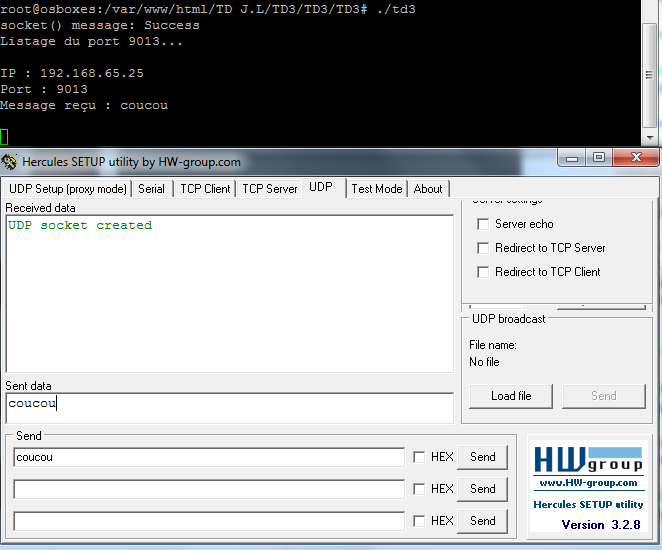 root@osboxes:/var/www/html/TD J.L/TD3/TD3/TD3# ./td3
socket() message: Success
Listage du port 9013...
IP : 192.168.65.25
Port : 9013
Message reçu : coucou
Hercules SETUP utility by HW-group.com
UDP Setup (proxy mode) Serial TCP Client TCP Server UDP Test Mode About
Received data
UDP socket created
Server settings
Server echo
Redirect to TCP Server
Redirect to TCP Client
UDP broadcast
File name:
No file
Load file Send
Sent data
coucou
Send
coucou HEX Send
HEX Send
HEX Send
HW group
www.HW-group.com
Hercules SETUP utility
Version 3.2.8